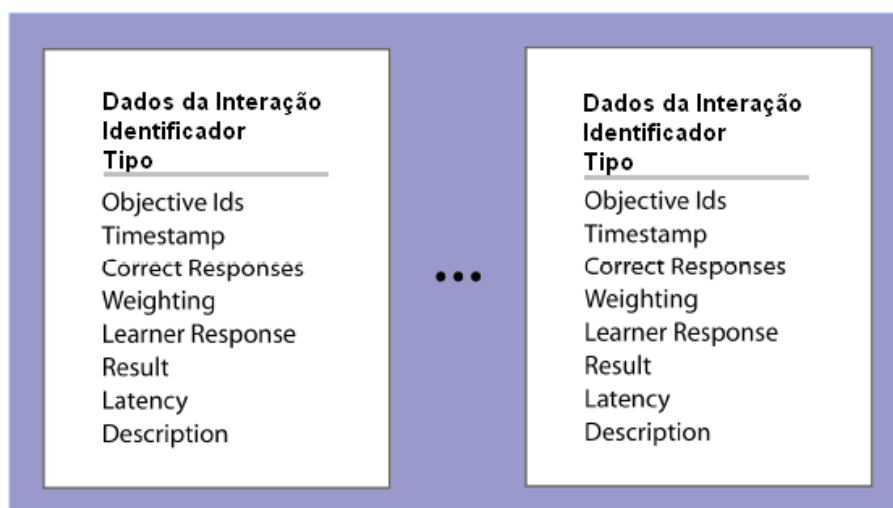 Dados da Interação
Identificador
Tipo
Objective Ids
Timestamp
Correct Responses
Weighting
Learner Response
Result
Latency
Description
...
Dados da Interação
Identificador
Tipo
Objective Ids
Timestamp
Correct Responses
Weighting
Learner Response
Result
Latency
Description